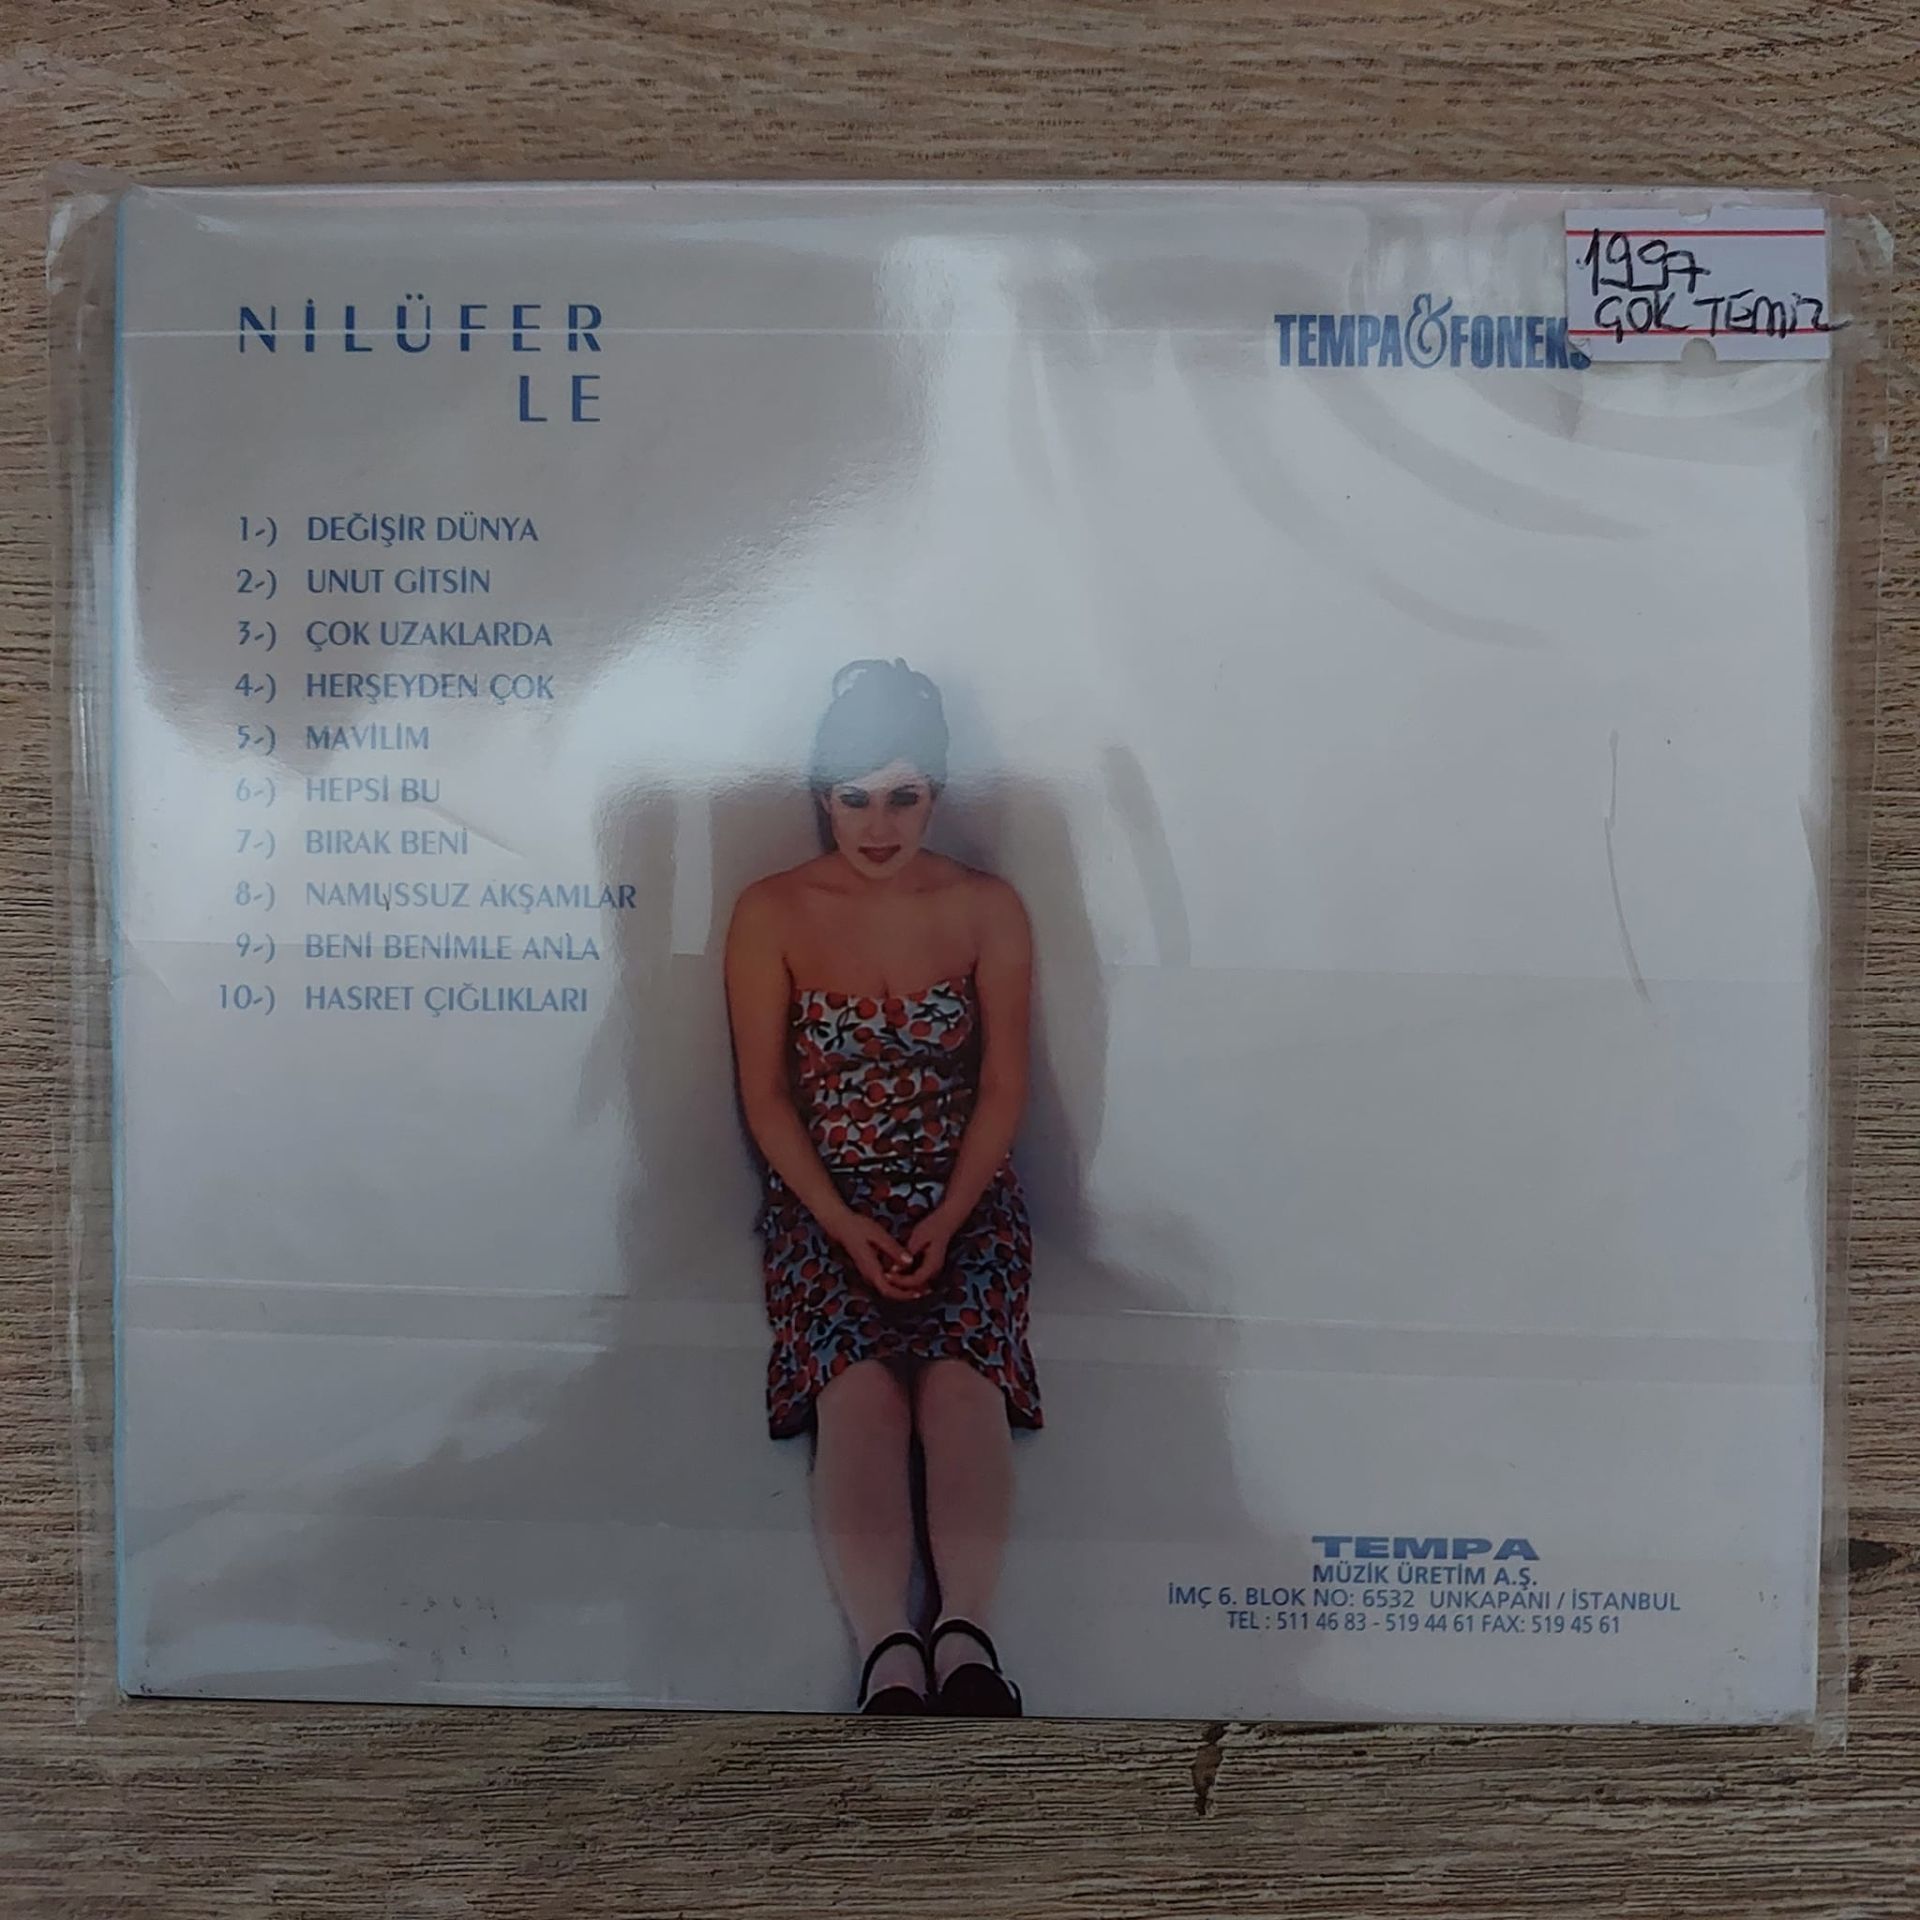 NİLÜFER
LE
TEMPA&FONEKS
1997
ÇOK TEMİZ
1-) DEĞİŞİR DÜNYA
2-) UNUT GİTSİN
3-) ÇOK UZAKLARDA
4-) HERŞEYDEN ÇOK
5-) MAVİLİM
6-) HEPSİ BU
7-) BIRAK BENİ
8-) NAMUSSUZ AKŞAMLAR
9-) BENİ BENİMLE ANLA
10-) HASRET ÇIĞLIKLARI
TEMPA
MÜZİK ÜRETİM A.Ş.
İMÇ 6. BLOK NO: 6532 UNKAPANI / İSTANBUL
TEL : 511 46 83 - 519 44 61 FAX: 519 45 61